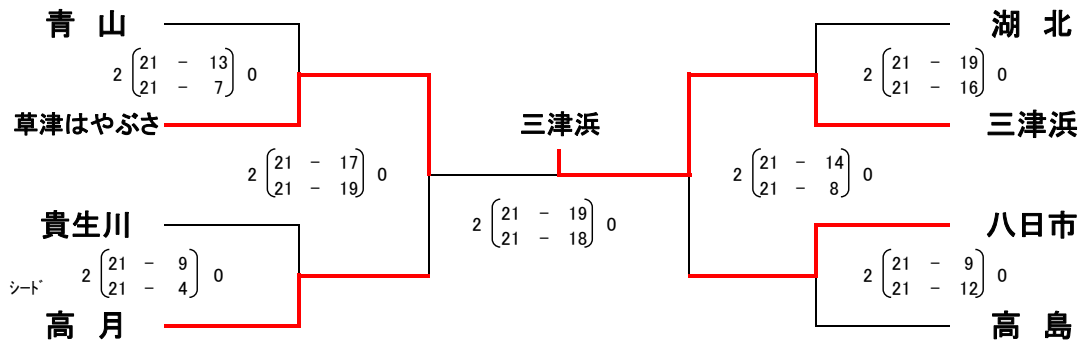 青 山
湖 北
2 21 - 13 0
21 - 7
2 21 - 19 0
21 - 16
草津はやぶさ
三津浜
三津浜
2 21 - 17 0
21 - 19
2 21 - 14 0
21 - 8
貴生川
2 21 - 19 0
21 - 18
八日市
2 21 - 9 0
21 - 4
シード
2 21 - 9 0
21 - 12
高 月
高 島